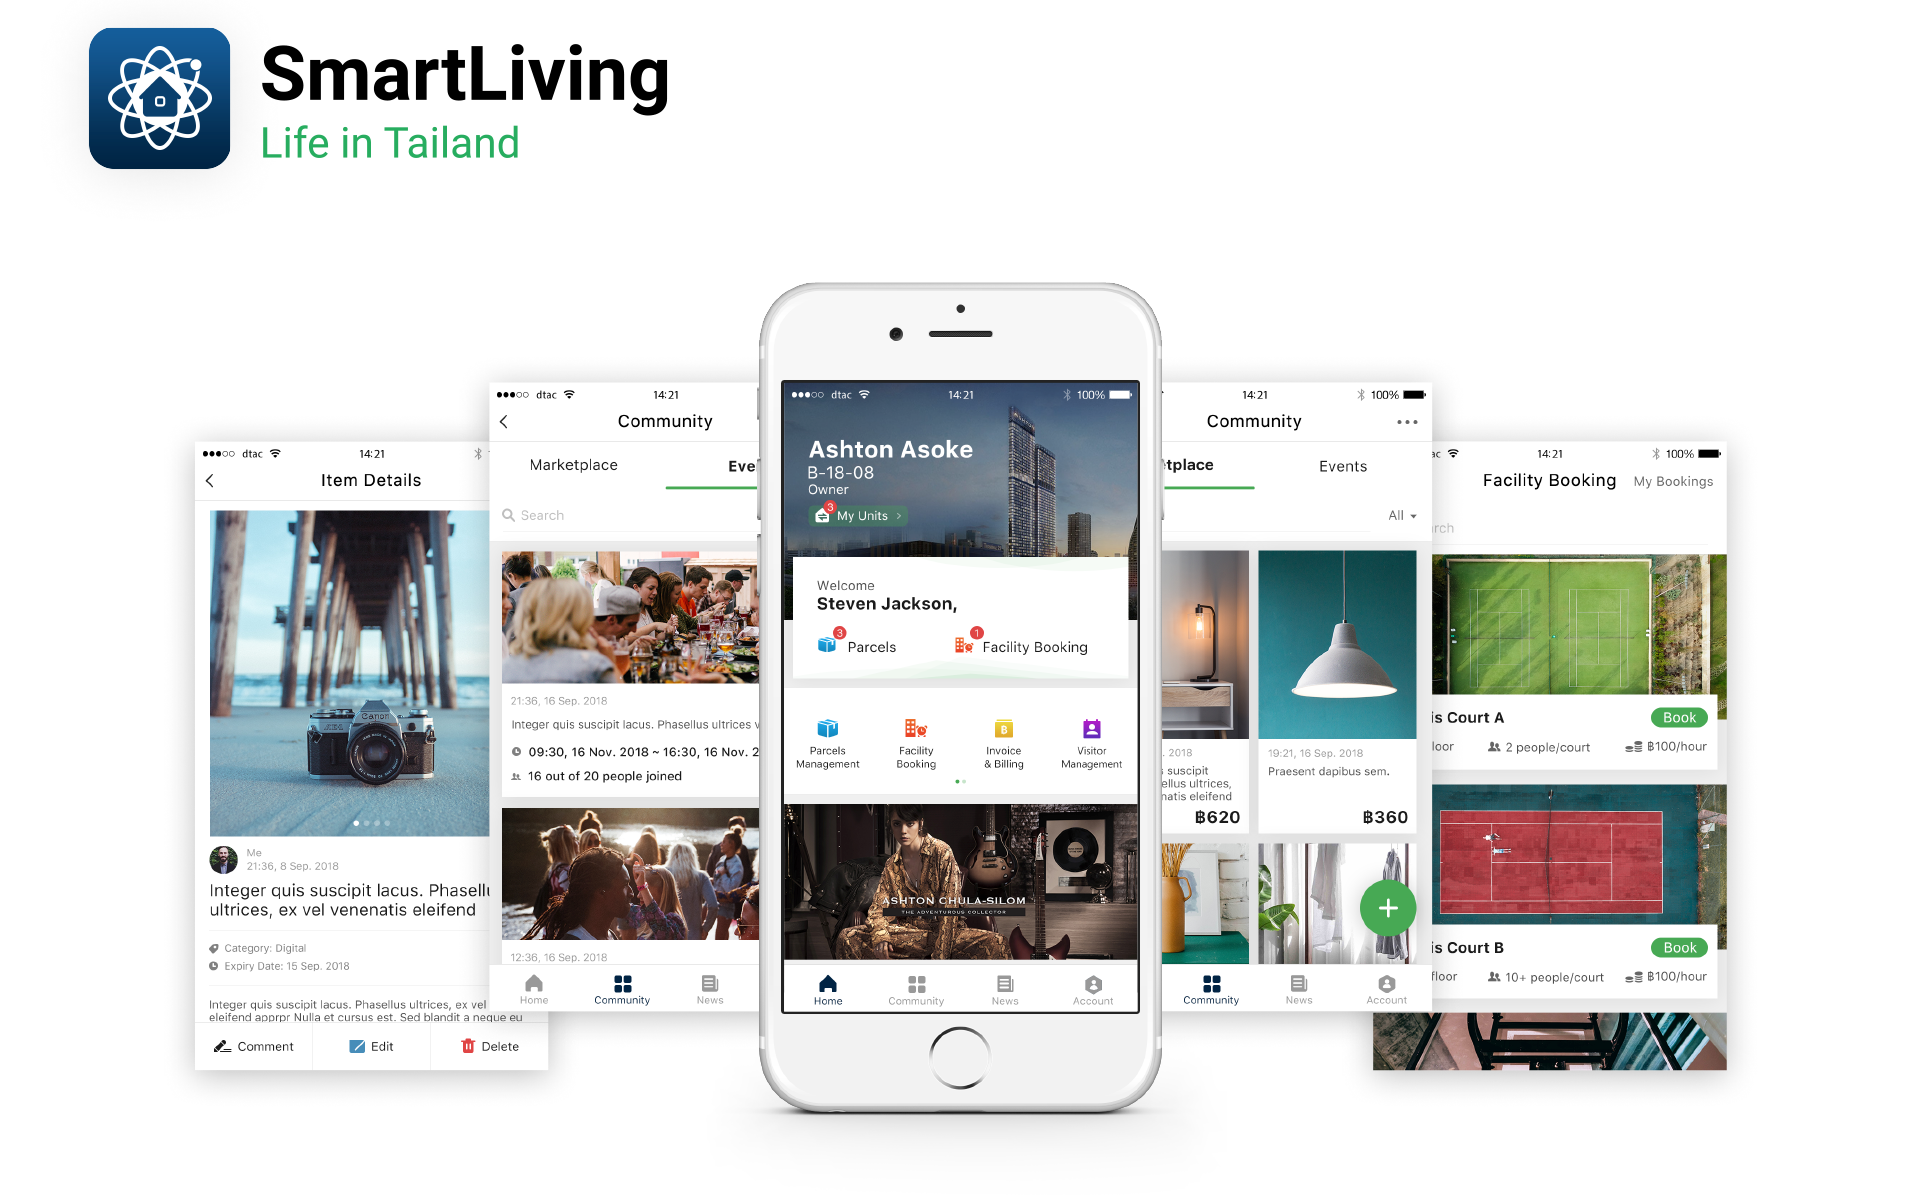 SmartLiving
Life in Tailand
dtac 14:21
Item Details
Me
21:36, 8 Sep. 2018
Integer quis suscipit lacus. Phasellu
ultrices, ex vel venenatis eleifend
Category: Digital
Expiry Date: 15 Sep. 2018
Integer quis suscipit lacus. Phasellus ultrices, ex vel
eleifend apprpr Nulla et cursus est. Sed blandit a neque eu
Comment Edit Delete
dtac 14:21
Community
Marketplace Eve
Search
21:36, 16 Sep. 2018
Integer quis suscipit lacus. Phasellus ultrices v
09:30, 16 Nov. 2018 ~ 16:30, 16 Nov. 2
16 out of 20 people joined
12:36, 16 Sep. 2018
Home Community News
dtac 14:21 100%
Ashton Asoke
B-18-08
Owner
3
My Units >
Welcome
Steven Jackson,
3 1
Parcels Facility Booking
Parcels Facility Invoice Visitor
Management Booking & Billing Management
ASHTON CHULA-SILOM
THE ADVENTUROUS COLLECTOR
Home Community News Account
14:21 100%
Community
tplace Events
All
2018 19:21, 16 Sep. 2018
suscipit Praesent dapibus sem.
ellus ultrices,
natis eleifend
฿620 ฿360
Community News Account
ac 14:21 100%
Facility Booking My Bookings
rch
is Court A Book
loor 2 people/court ฿100/hour
is Court B Book
floor 10+ people/court ฿100/hour